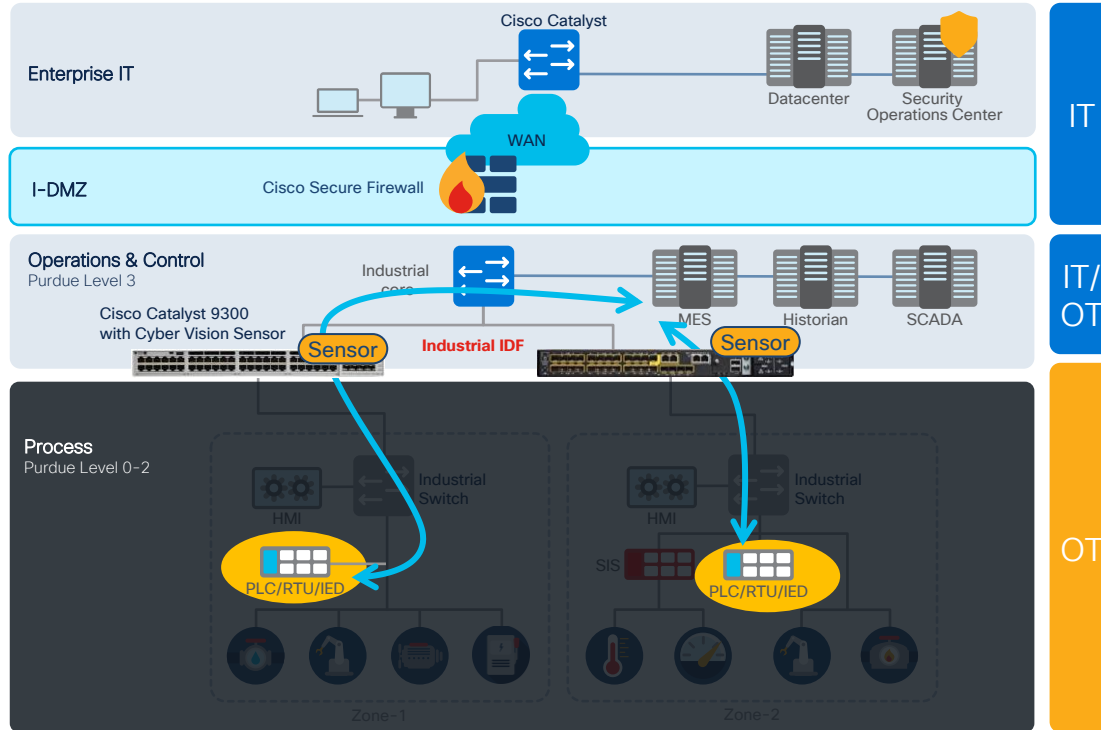 Cisco Catalyst
Enterprise IT
Datacenter
Security
Operations Center
IT
WAN
I-DMZ
Cisco Secure Firewall
Operations & Control
Purdue Level 3
Industrial
core
IT/
OT
Cisco Catalyst 9300
with Cyber Vision Sensor
MES
Historian
SCADA
Sensor
Industrial IDF
Sensor
Process
Purdue Level 0-2
Industrial
Switch
HMI
Industrial
Switch
HMI
OT
PLC/RTU/IED
SIS
PLC/RTU/IED
Zone-1
Zone-2